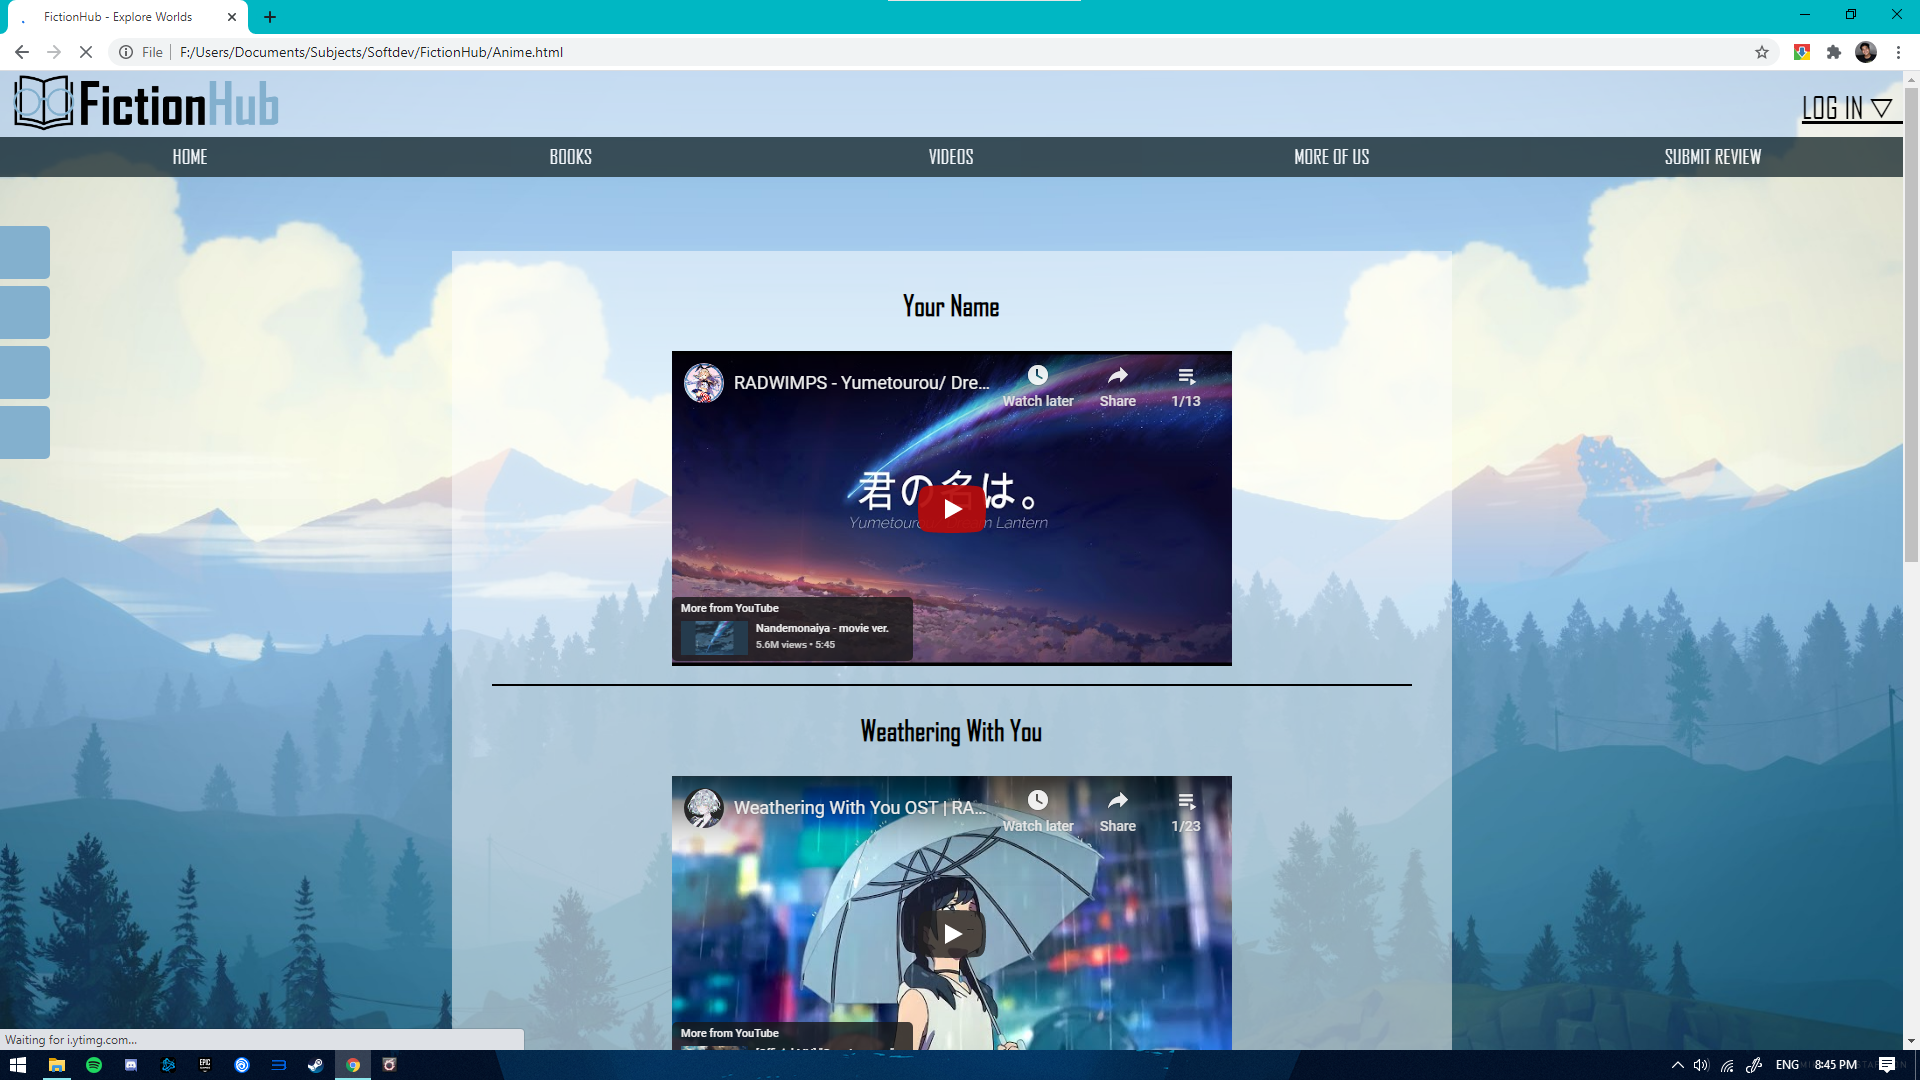 FictionHub - Explore Worlds
File
F:/Users/Documents/Subjects/Softdev/FictionHub/Anime.html
FictionHub
LOG IN
HOME BOOKS VIDEOS MORE OF US SUBMIT REVIEW
Your Name
RADWIMPS - Yumetourou/ Dre...
Watch later Share 1/13
君の名は。
More from YouTube
Nandemonaiya - movie ver.
5.6M views • 5:45
Weathering With You
Weathering With You OST | RA...
Watch later Share 1/23
More from YouTube
Waiting for i.ytimg.com...
EPIC
ENG 8:45 PM